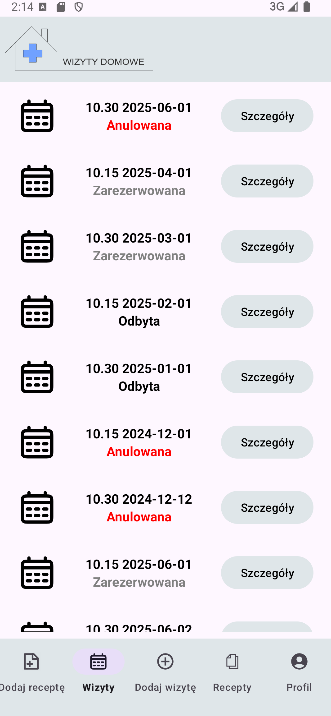 2:14
3G
WIZYTY DOMOWE
10.30 2025-06-01
Anulowana
Szczegóły
10.15 2025-04-01
Zarezerwowana
Szczegóły
10.30 2025-03-01
Zarezerwowana
Szczegóły
10.15 2025-02-01
Odbyta
Szczegóły
10.30 2025-01-01
Odbyta
Szczegóły
10.15 2024-12-01
Anulowana
Szczegóły
10.30 2024-12-12
Anulowana
Szczegóły
10.15 2025-06-01
Zarezerwowana
Szczegóły
10.30 2025-06-02
Dodaj receptę
Wizyty
Dodaj wizytę
Recepty
Profil